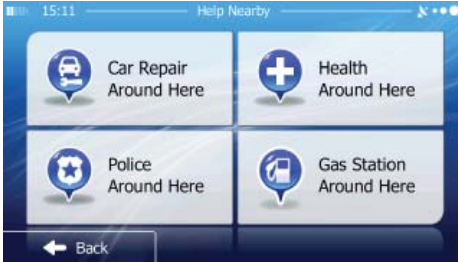 15:11 Help Nearby
Car Repair
Around Here
Health
Around Here
Police
Around Here
Gas Station
Around Here
Back